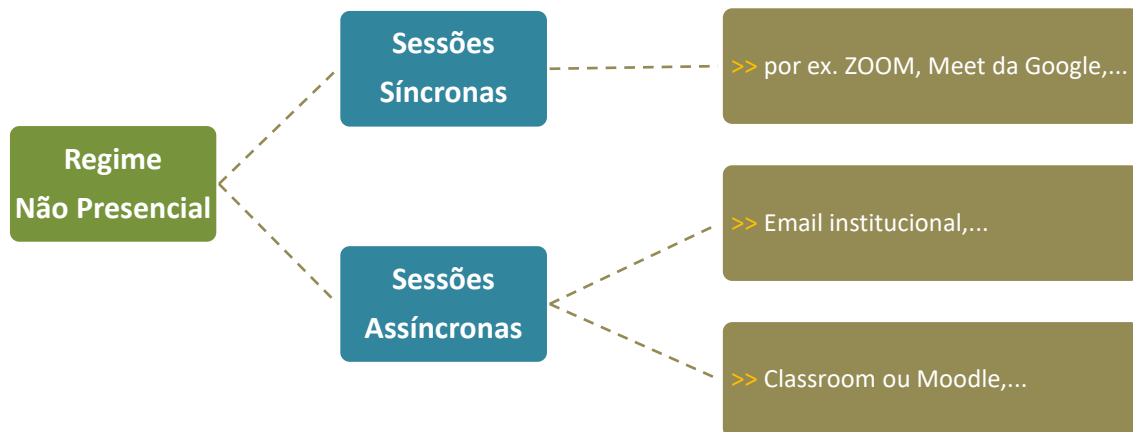 Regime
Não Presencial
Sessões
Síncronas
>> por ex. ZOOM, Meet da Google,...
Sessões
Assíncronas
>> Email institucional,...
>> Classroom ou Moodle,...